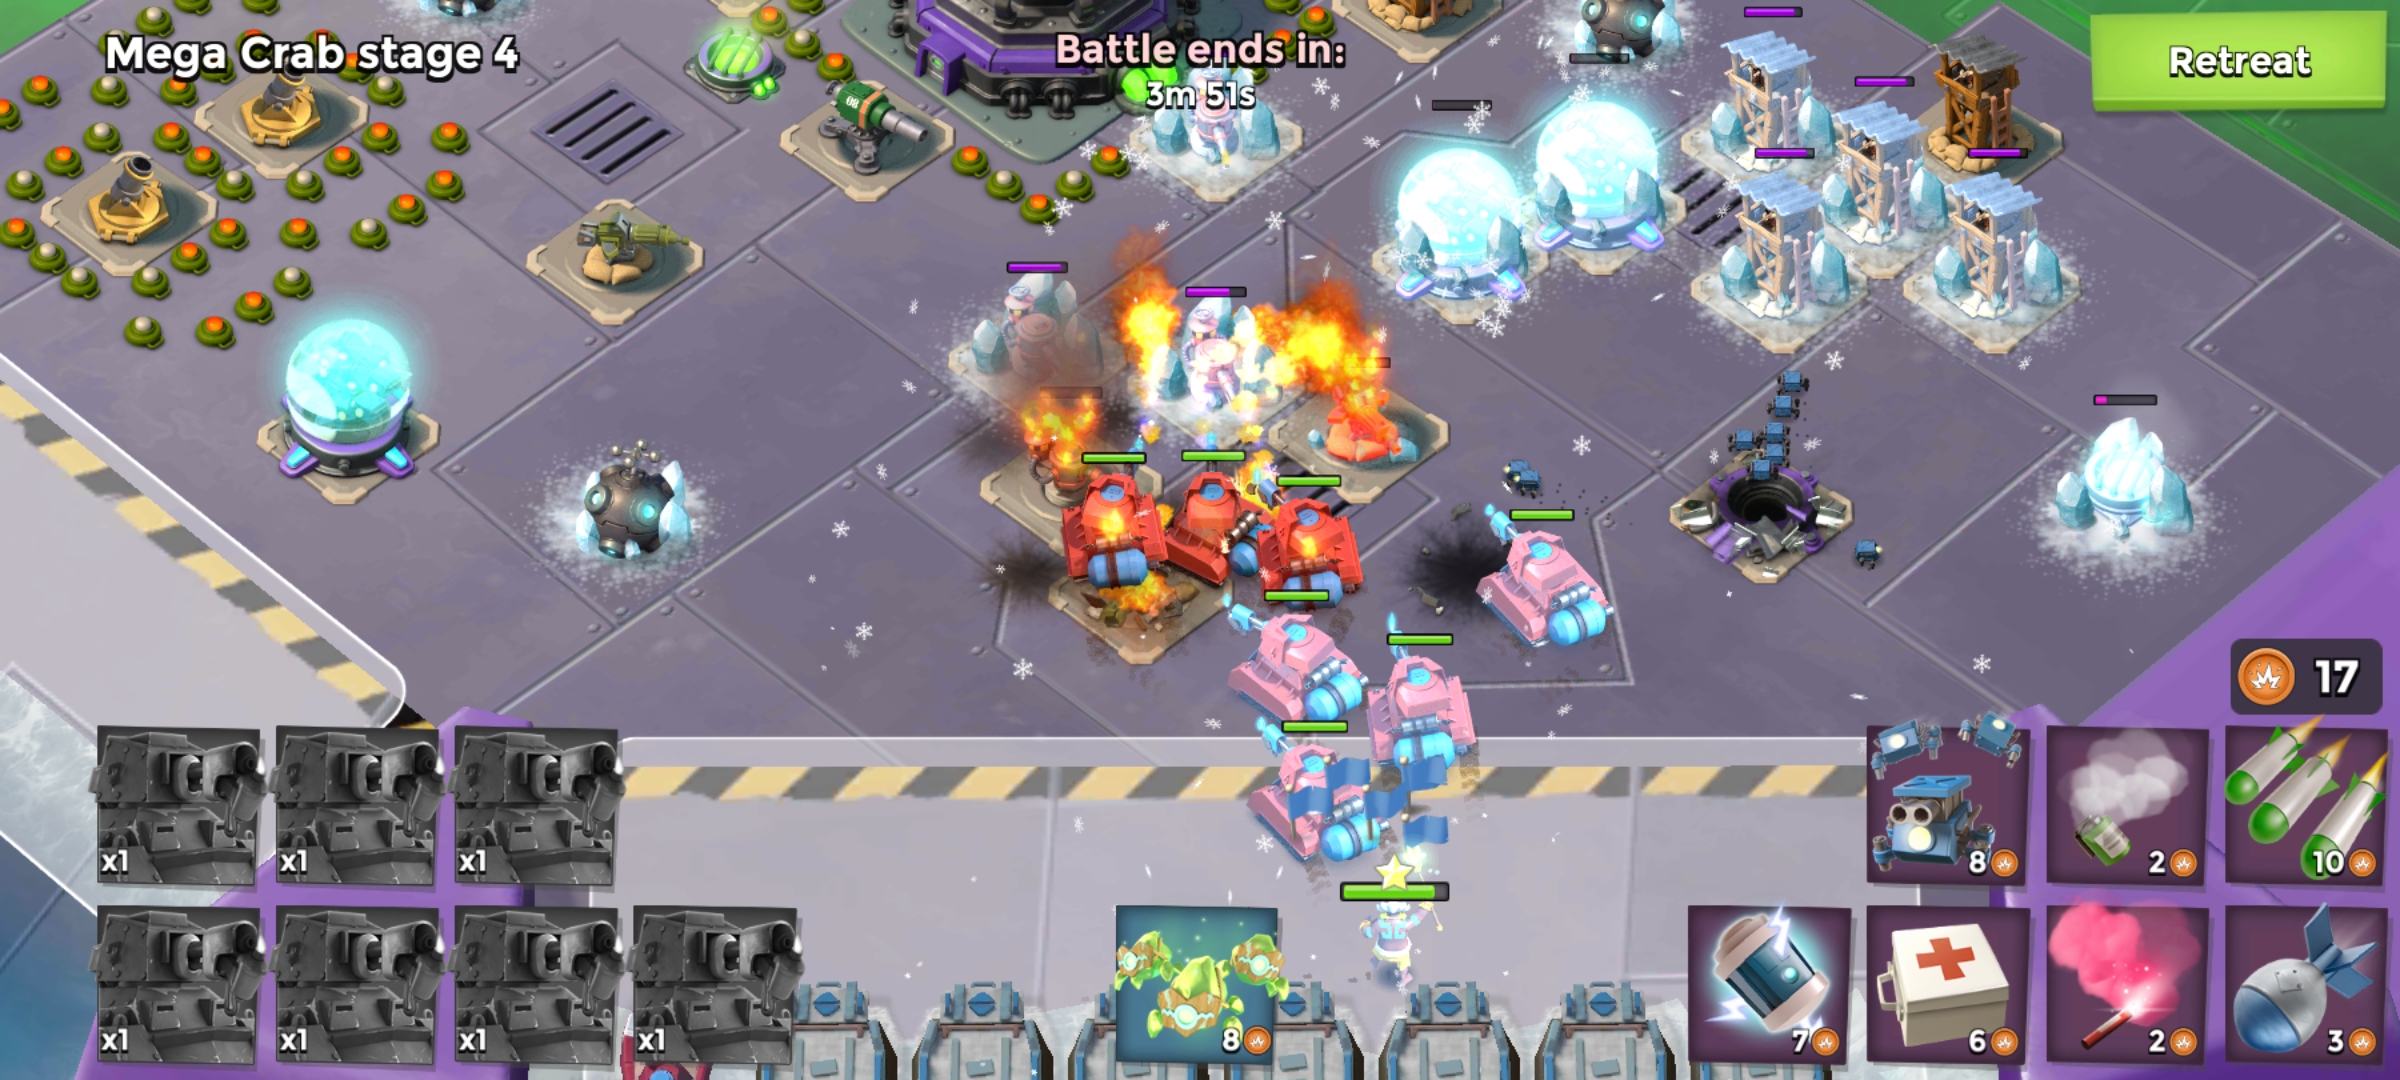 Mega Crab stage 4
Battle ends in:
3m 51s
Retreat
17
x1
x1
x1
8
2
10
x1
x1
x1
x1
8
7
6
2
3